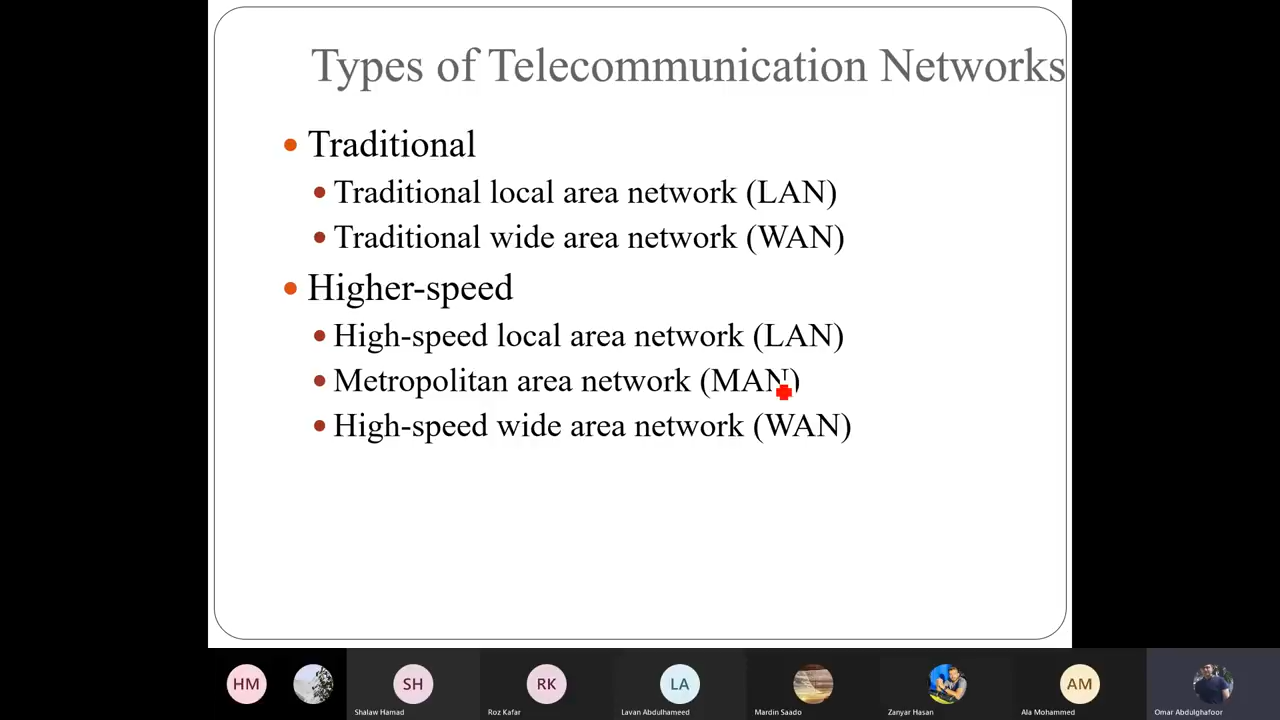 Types of Telecommunication Networks
• Traditional
• Traditional local area network (LAN)
• Traditional wide area network (WAN)
• Higher-speed
• High-speed local area network (LAN)
• Metropolitan area network (MAN)
• High-speed wide area network (WAN)
HM
SH
RK
LA
AM
Shalaw Hamad
Roz Kafar
Lavan Abdulhameed
Mardin Saado
Zanyar Hasan
Ala Mohammed
Omar Abdulghafoor